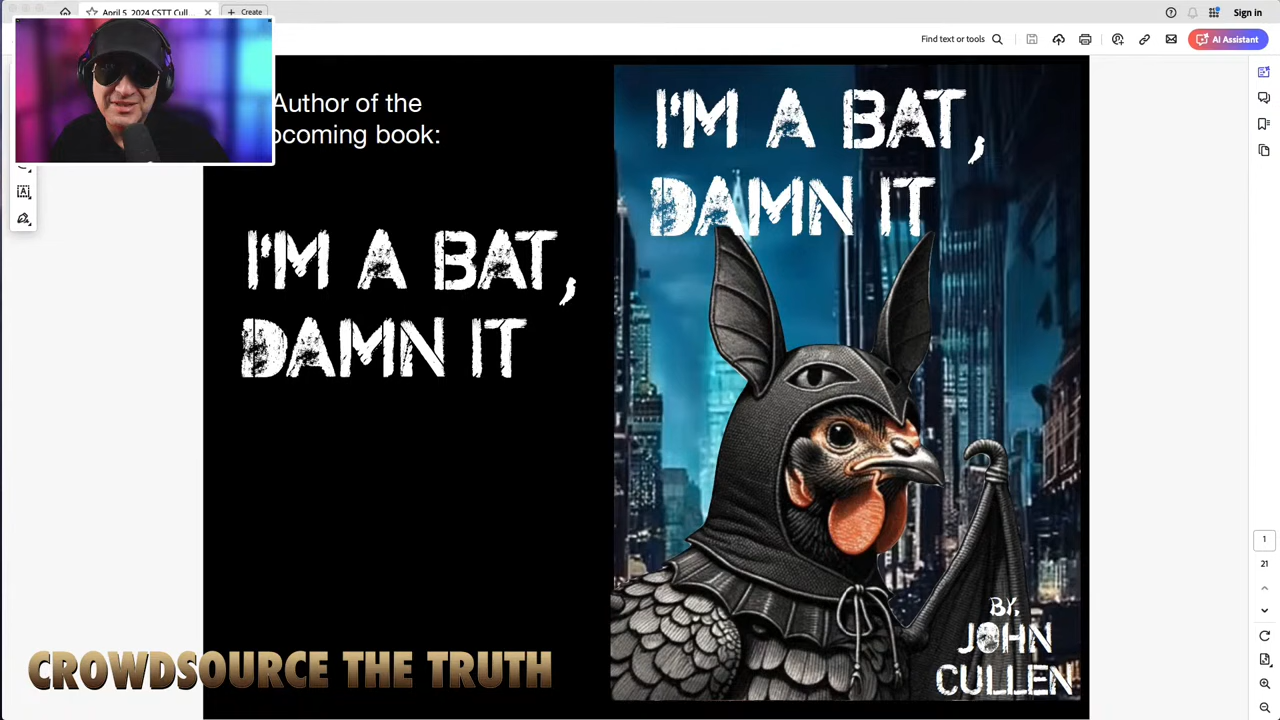 April 5, 2024 CSTT Cull
Create
Sign in
Find text or tools
AI Assistant
Author of the
pcoming book:
I'M A BAT,
DAMN IT
I'M A BAT,
DAMN IT
BY,
JOHN
CULLEN
1
21
CROWDSOURCE THE TRUTH